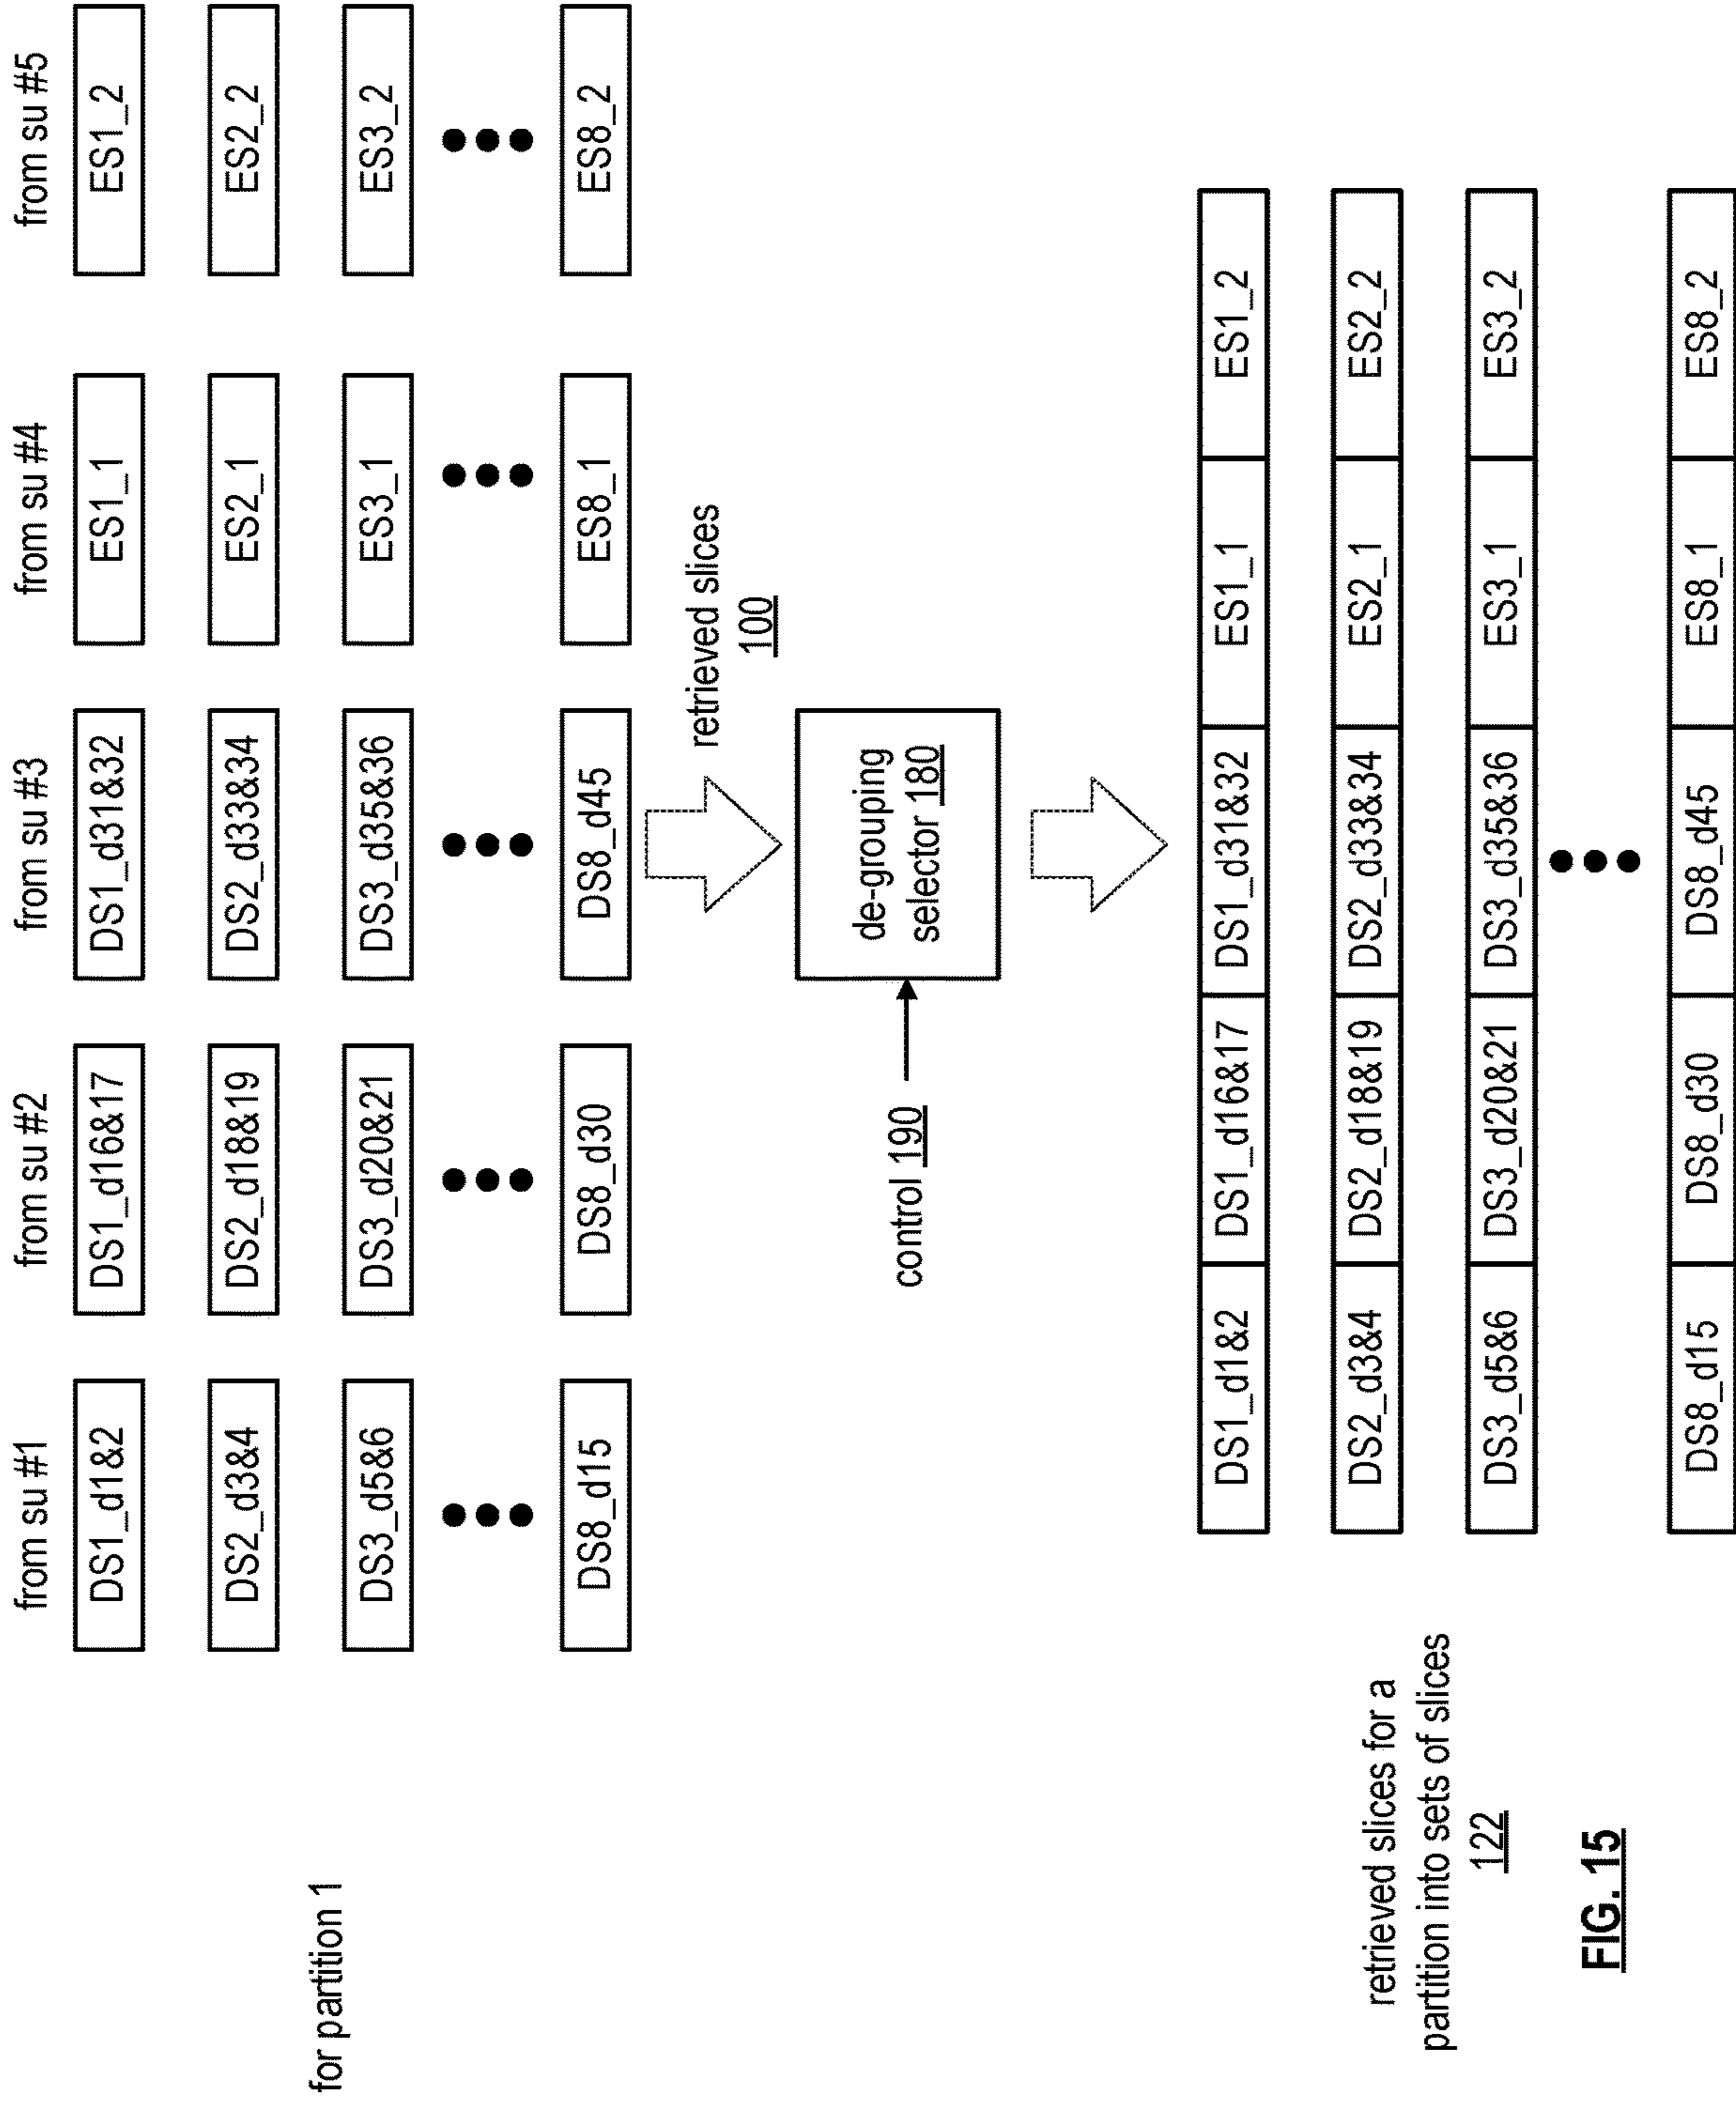 from su #1 from su #2 from su #3 from su #4 from su #5
DS1_d1&2 DS1_d16&17 DS1_d31&32 ES1_1 ES1_2
DS2_d3&4 DS2_d18&19 DS2_d33&34 ES2_1 ES2_2
for partition 1
DS3_d5&6 DS3_d20&21 DS3_d35&36 ES3_1 ES3_2
DS8_d15 DS8_d30 DS8_d45 ES8_1 ES8_2
retrieved slices
100
control 190
de-grouping
selector 180
DS1_d1&2 DS1_d16&17 DS1_d31&32 ES1_1 ES1_2
DS2_d3&4 DS2_d18&19 DS2_d33&34 ES2_1 ES2_2
DS3_d5&6 DS3_d20&21 DS3_d35&36 ES3_1 ES3_2
DS8_d15 DS8_d30 DS8_d45 ES8_1 ES8_2
retrieved slices for a
partition into sets of slices
122
FIG. 15